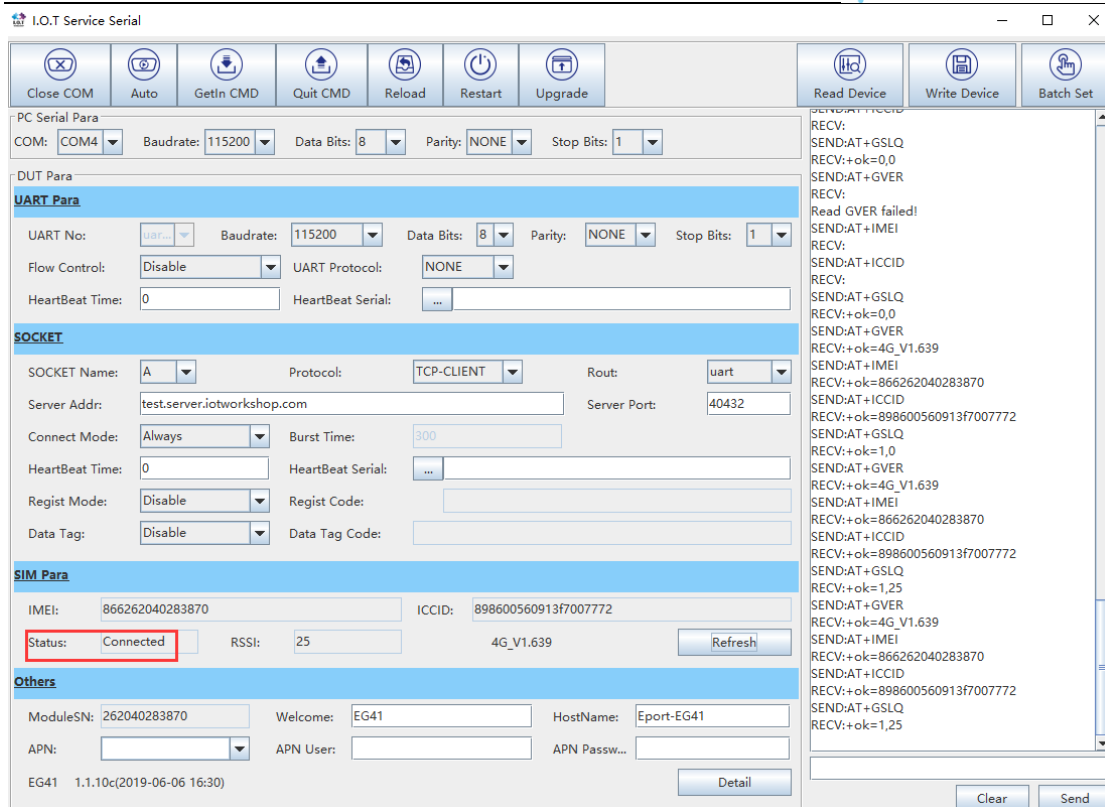 I.O.T Service Serial
Close COM Auto GetIn CMD Quit CMD Reload Restart Upgrade Read Device Write Device Batch Set
PC Serial Para
COM: COM4 Baudrate: 115200 Data Bits: 8 Parity: NONE Stop Bits: 1
DUT Para
UART Para
UART No: uar... Baudrate: 115200 Data Bits: 8 Parity: NONE Stop Bits: 1
Flow Control: Disable UART Protocol: NONE
HeartBeat Time: 0 HeartBeat Serial: ...
SOCKET
SOCKET Name: A Protocol: TCP-CLIENT Rout: uart
Server Addr: test.server.iotworkshop.com Server Port: 40432
Connect Mode: Always Burst Time: 300
HeartBeat Time: 0 HeartBeat Serial: ...
Regist Mode: Disable Regist Code:
Data Tag: Disable Data Tag Code:
SIM Para
IMEI: 866262040283870 ICCID: 898600560913f7007772
Status: Connected RSSI: 25 4G_V1.639 Refresh
Others
ModuleSN: 262040283870 Welcome: EG41 HostName: Eport-EG41
APN: APN User: APN Passw...
EG41 1.1.10c(2019-06-06 16:30) Detail
SEND:AT+ICCID
RECV:
SEND:AT+GSLQ
RECV:+ok=0,0
SEND:AT+GVER
RECV:
Read GVER failed!
SEND:AT+IMEI
RECV:
SEND:AT+ICCID
RECV:
SEND:AT+GSLQ
RECV:+ok=0,0
SEND:AT+GVER
RECV:+ok=4G_V1.639
SEND:AT+IMEI
RECV:+ok=866262040283870
SEND:AT+ICCID
RECV:+ok=898600560913f7007772
SEND:AT+GSLQ
RECV:+ok=1,0
SEND:AT+GVER
RECV:+ok=4G_V1.639
SEND:AT+IMEI
RECV:+ok=866262040283870
SEND:AT+ICCID
RECV:+ok=898600560913f7007772
SEND:AT+GSLQ
RECV:+ok=1,25
SEND:AT+GVER
RECV:+ok=4G_V1.639
SEND:AT+IMEI
RECV:+ok=866262040283870
SEND:AT+ICCID
RECV:+ok=898600560913f7007772
SEND:AT+GSLQ
RECV:+ok=1,25
Clear Send